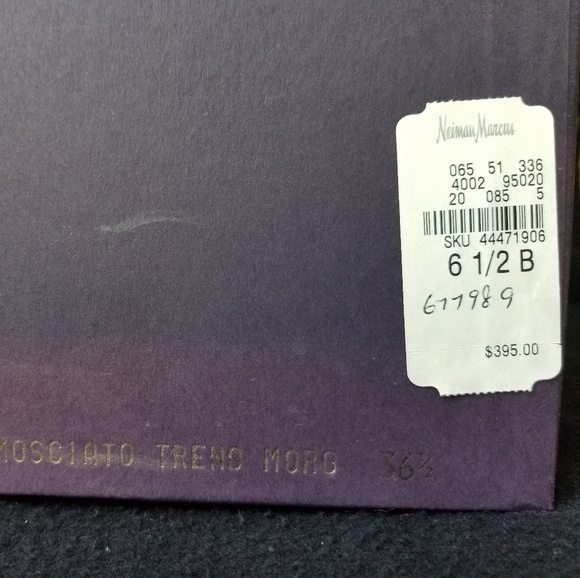 Neiman Marcus
065 51 336
4002 95020
20 085 5
SKU 44471906
6 1/2 B
677989
$395.00
MOSCIATO TREND MORO 36½